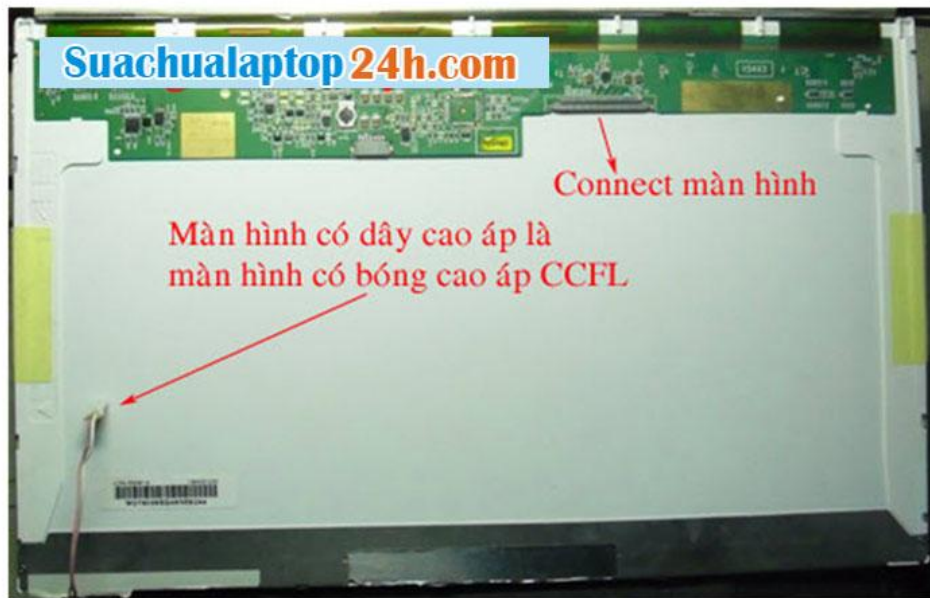 Suachualaptop24h.com
Connect màn hình
Màn hình có dây cao áp là
màn hình có bóng cao áp CCFL